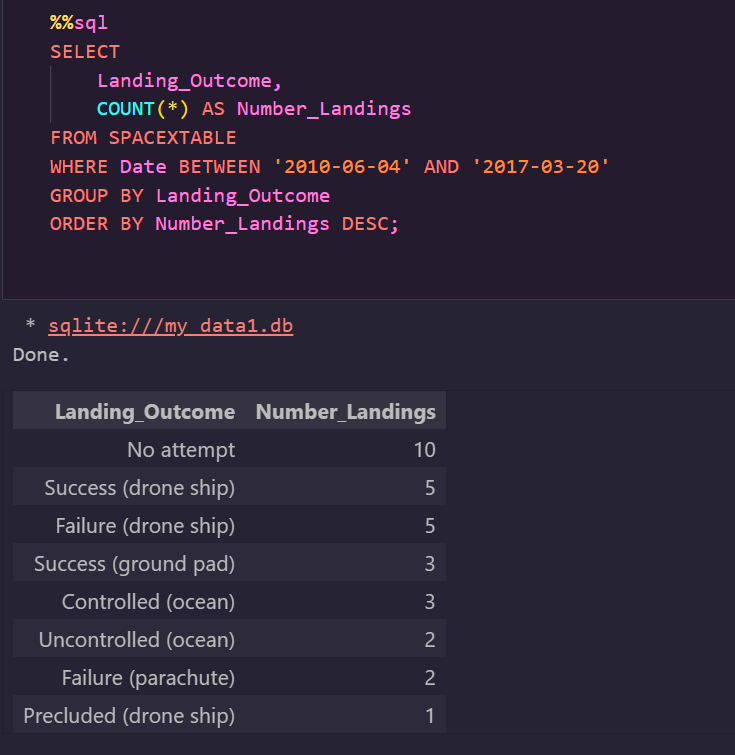 %%sql
SELECT
Landing_Outcome,
COUNT(*) AS Number_Landings
FROM SPACEXTABLE
WHERE Date BETWEEN '2010-06-04' AND '2017-03-20'
GROUP BY Landing_Outcome
ORDER BY Number_Landings DESC;
* sqlite:///my_data1.db
Done.
Landing_Outcome Number_Landings
No attempt 10
Success (drone ship) 5
Failure (drone ship) 5
Success (ground pad) 3
Controlled (ocean) 3
Uncontrolled (ocean) 2
Failure (parachute) 2
Precluded (drone ship) 1